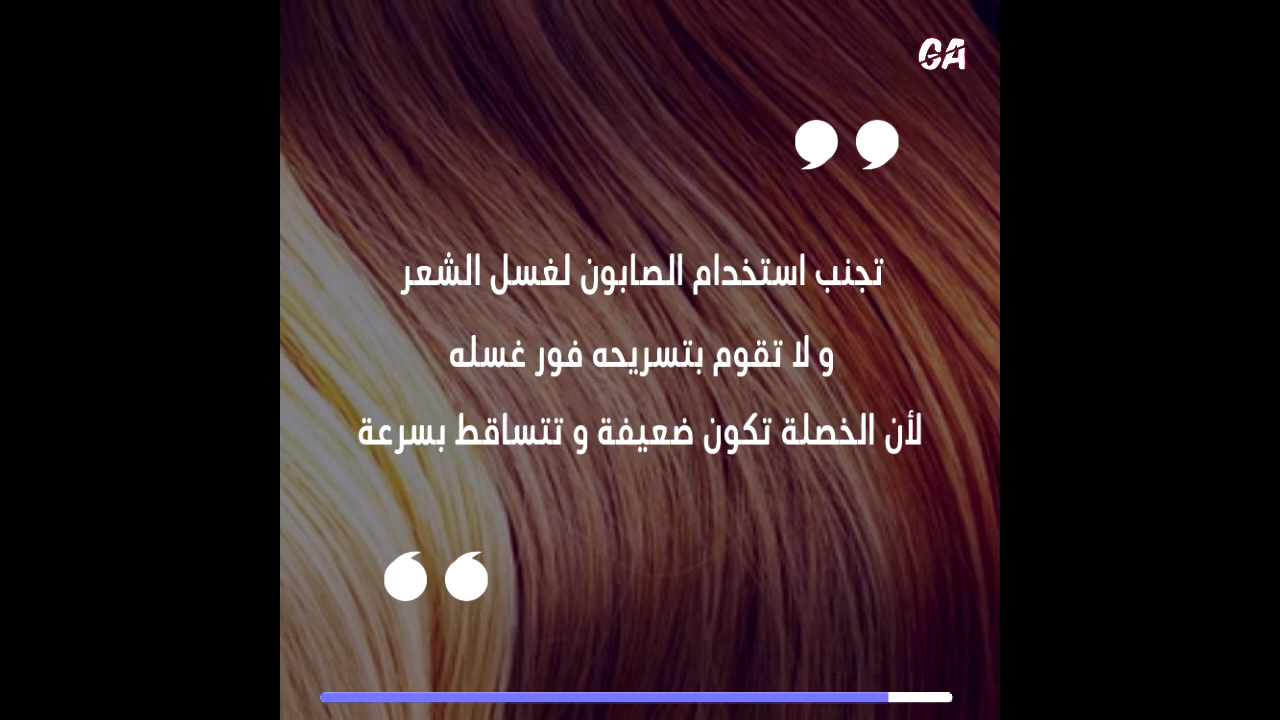 GA
تجنب استخدام الصابون لغسل الشعر
و لا تقوم بتسريحه فور غسله
لأن الخصلة تكون ضعيفة و تتساقط بسرعة